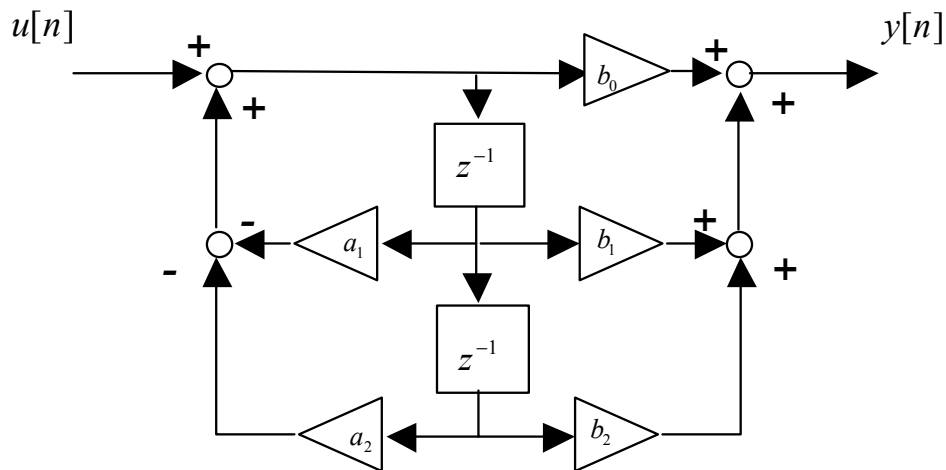 u[n] y[n]
+ b₀ + +
+
z⁻¹
- a₁ b₁ +
- +
z⁻¹
a₂ b₂